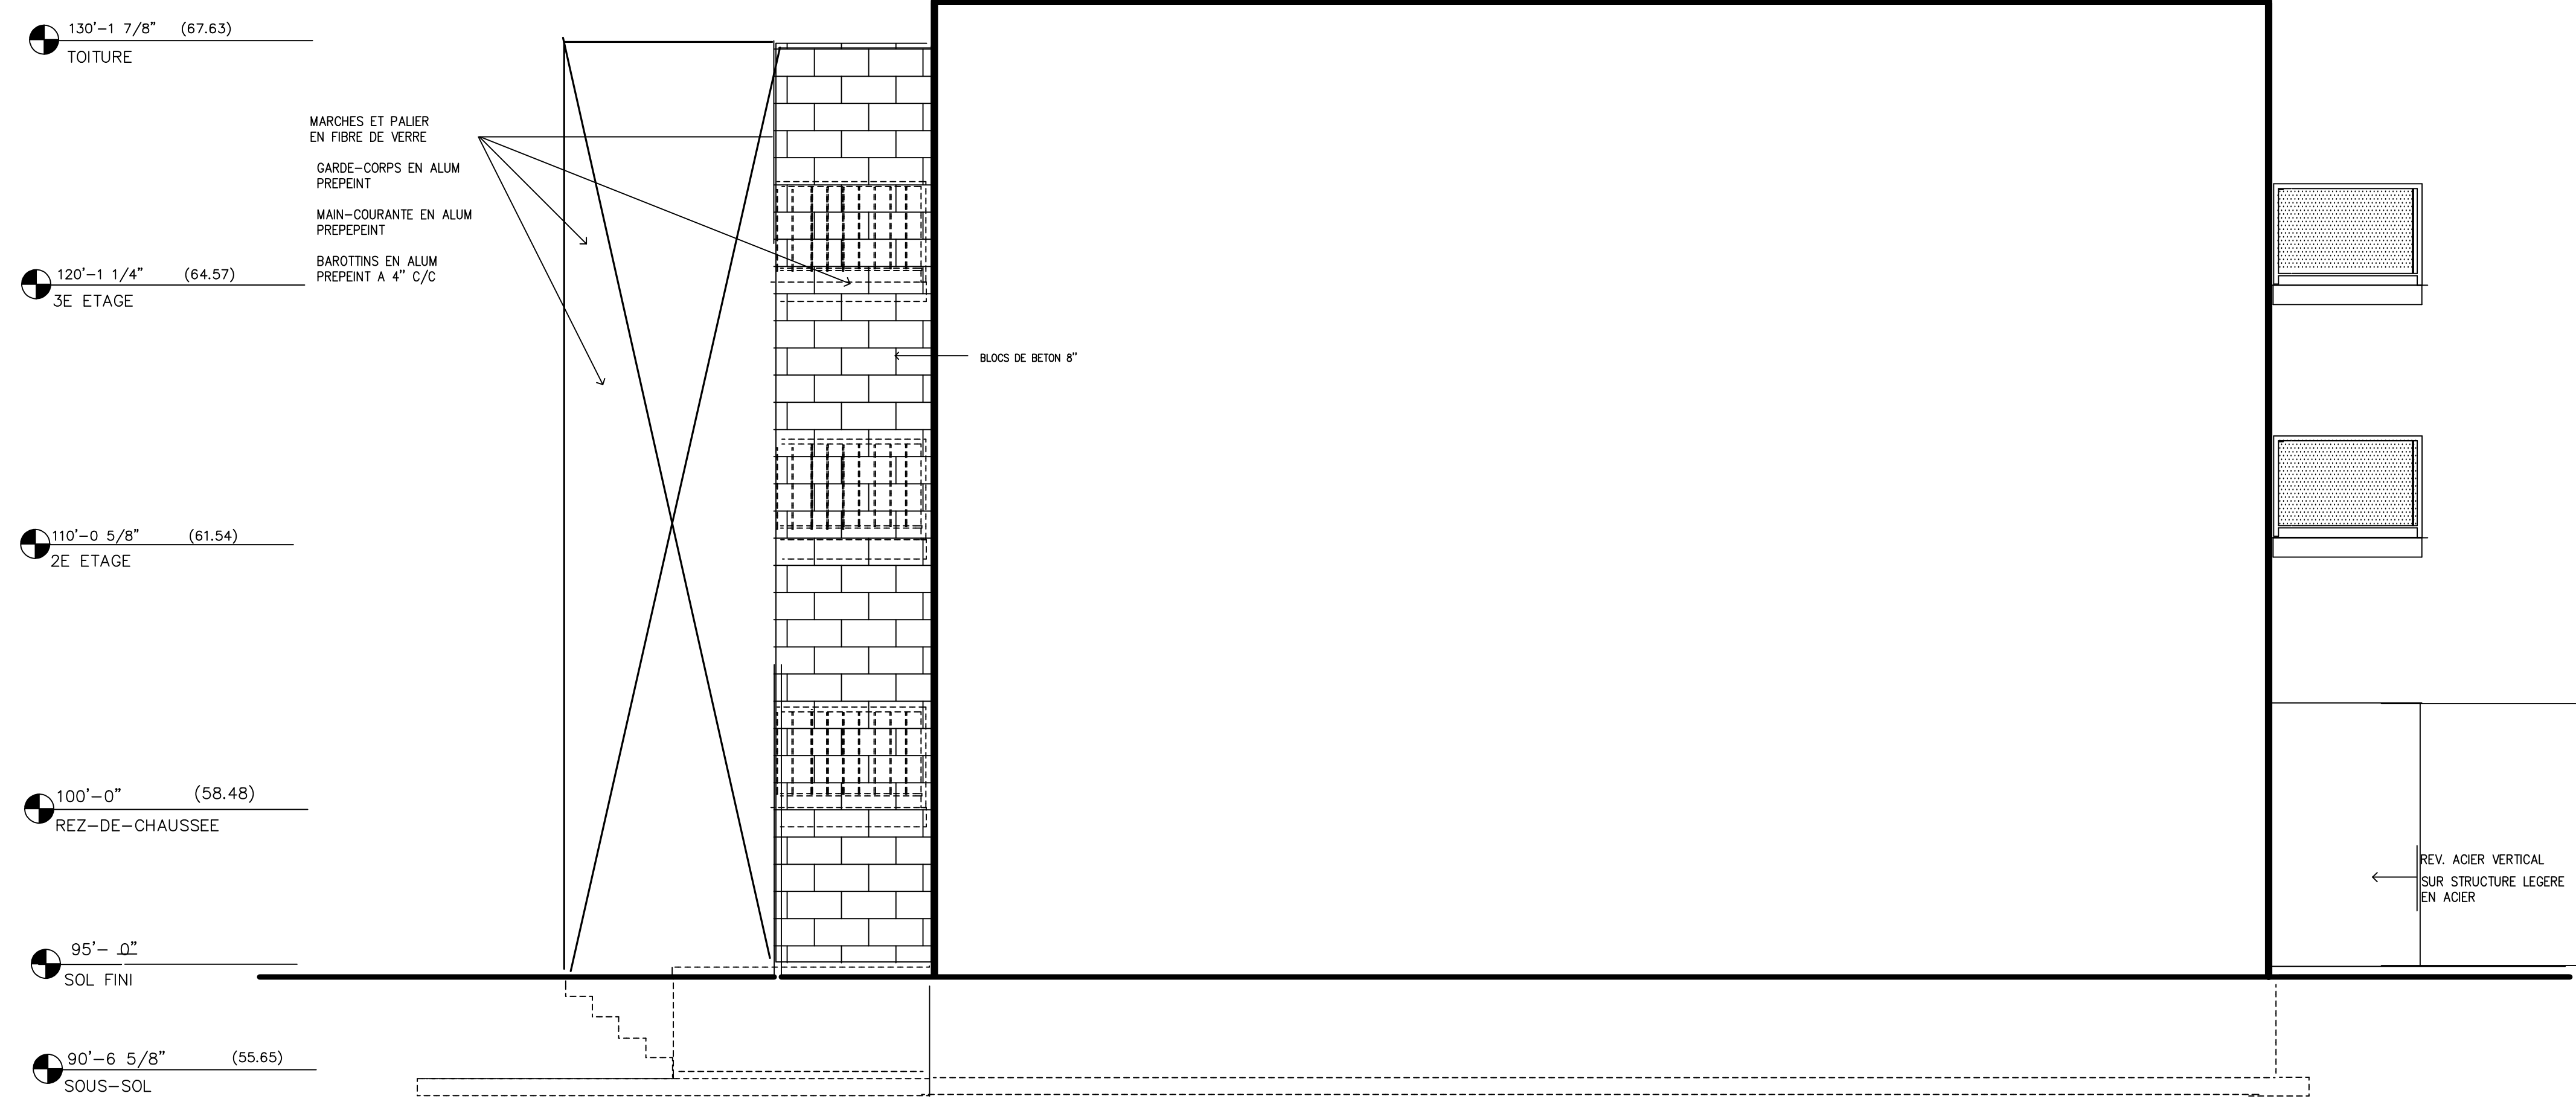 130'-1 7/8" (67.63)
TOITURE
MARCHES ET PALIER
EN FIBRE DE VERRE
GARDE-CORPS EN ALUM
PREPEINT
MAIN-COURANTE EN ALUM
PREPEPEINT
BAROTTINS EN ALUM
PREPEINT A 4" C/C
120'-1 1/4" (64.57)
3E ETAGE
BLOCS DE BETON 8"
110'-0 5/8" (61.54)
2E ETAGE
100'-0" (58.48)
REZ-DE-CHAUSSEE
REV. ACIER VERTICAL
SUR STRUCTURE LEGERE
EN ACIER
95'- 0"
SOL FINI
90'-6 5/8" (55.65)
SOUS-SOL